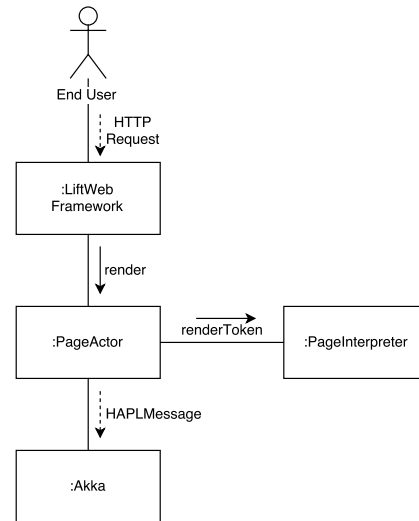 End User
HTTP
Request
:LiftWeb
Framework
render
:PageActor
renderToken
:PageInterpreter
HAPLMessage
:Akka